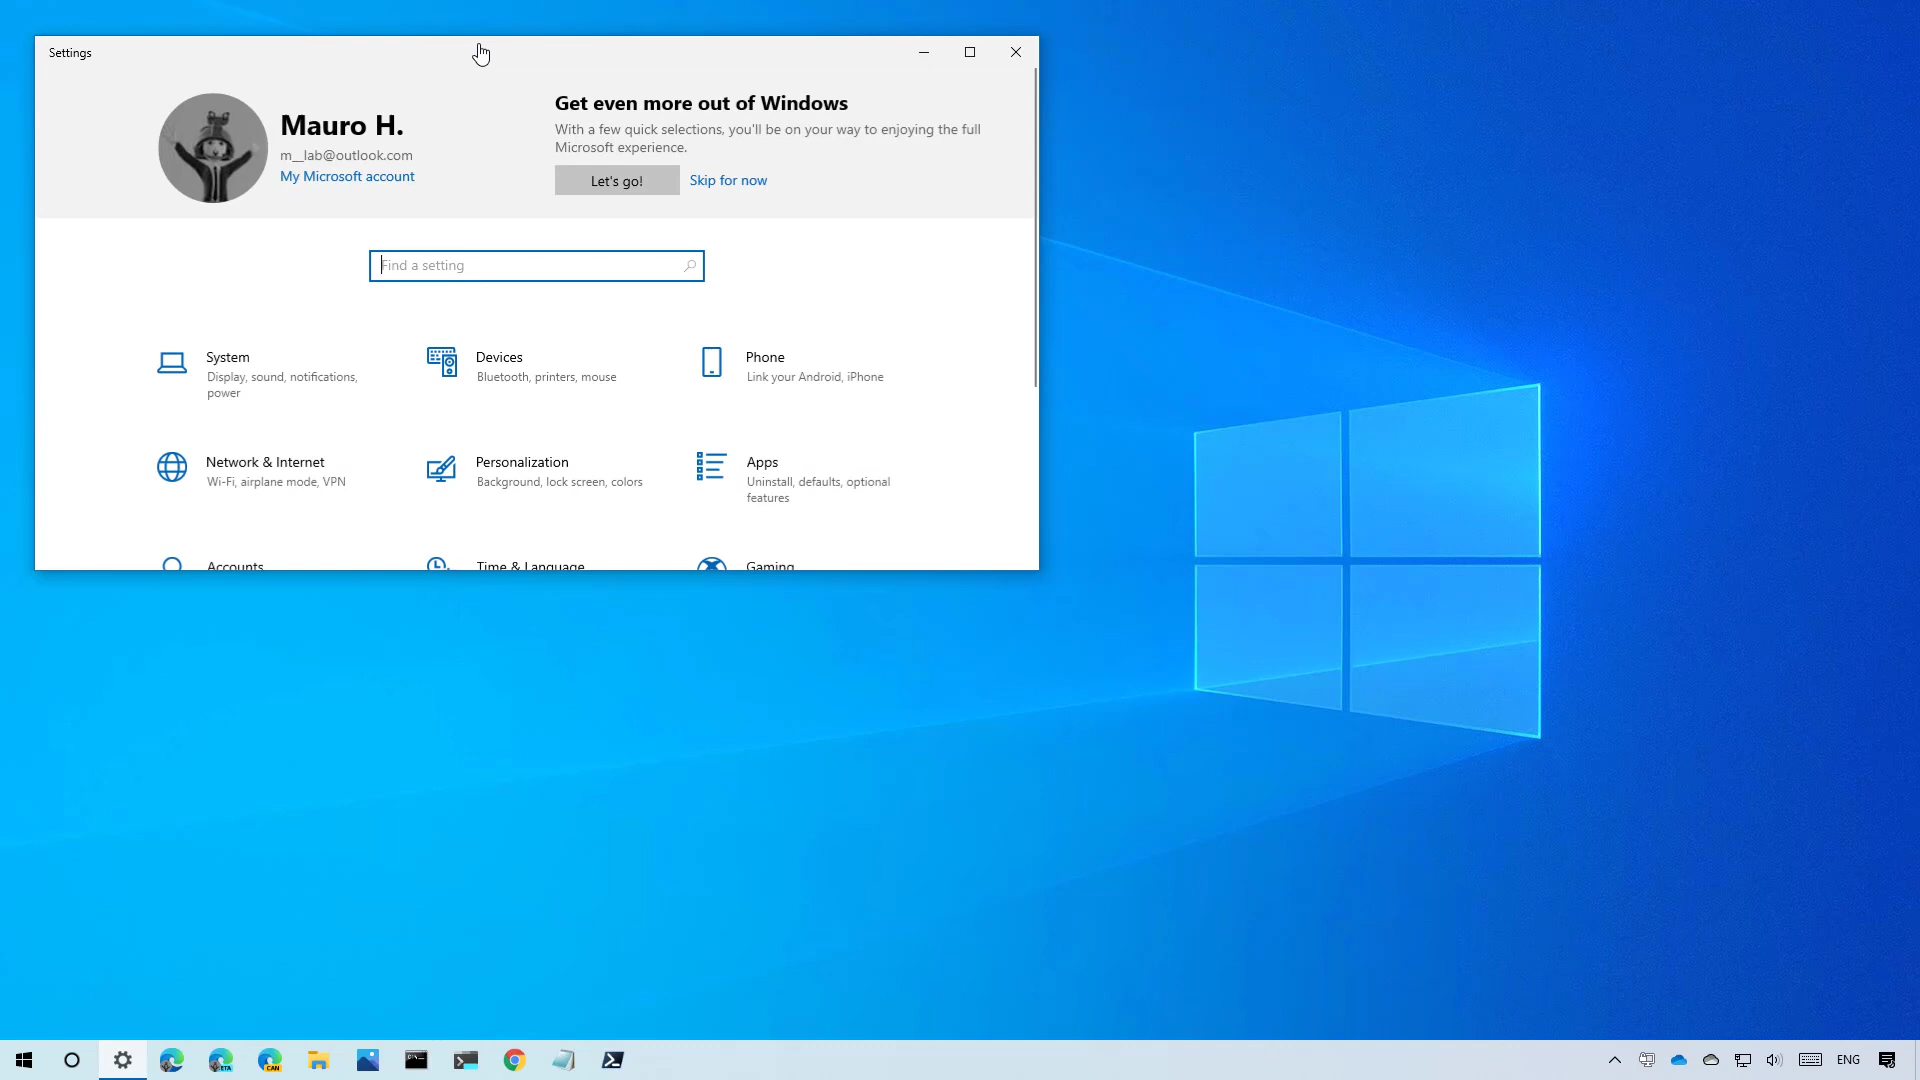 Settings
Mauro H.
m__lab@outlook.com
My Microsoft account
Get even more out of Windows
With a few quick selections, you'll be on your way to enjoying the full
Microsoft experience.
Let's go!
Skip for now
Find a setting
System
Display, sound, notifications,
power
Devices
Bluetooth, printers, mouse
Phone
Link your Android, iPhone
Network & Internet
Wi-Fi, airplane mode, VPN
Personalization
Background, lock screen, colors
Apps
Uninstall, defaults, optional
features
Accounts
Time & Language
Gaming
BETA
CAN
ENG